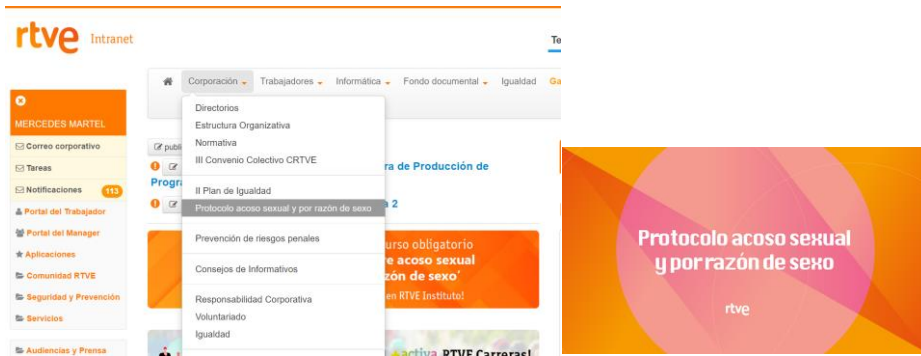 rtve Intranet
Te
Corporación Trabajadores Informática Fondo documental Igualdad Ga
MERCEDES MARTEL
Correo corporativo
Tareas
Notificaciones 113
Portal del Trabajador
Portal del Manager
Aplicaciones
Comunidad RTVE
Seguridad y Prevención
Servicios
Audiencias y Prensa
Directorios
Estructura Organizativa
Normativa
III Convenio Colectivo CRTVE
II Plan de Igualdad
Protocolo acoso sexual y por razón de sexo
Prevención de riesgos penales
Consejos de Informativos
Responsabilidad Corporativa
Voluntariado
Igualdad
publi
ra de Producción de
Progra
a 2
urso obligatorio
e acoso sexual
zón de sexo'
en RTVE Instituto!
activa RTVE Carreras!
Protocolo acoso sexual
y por razón de sexo
rtve